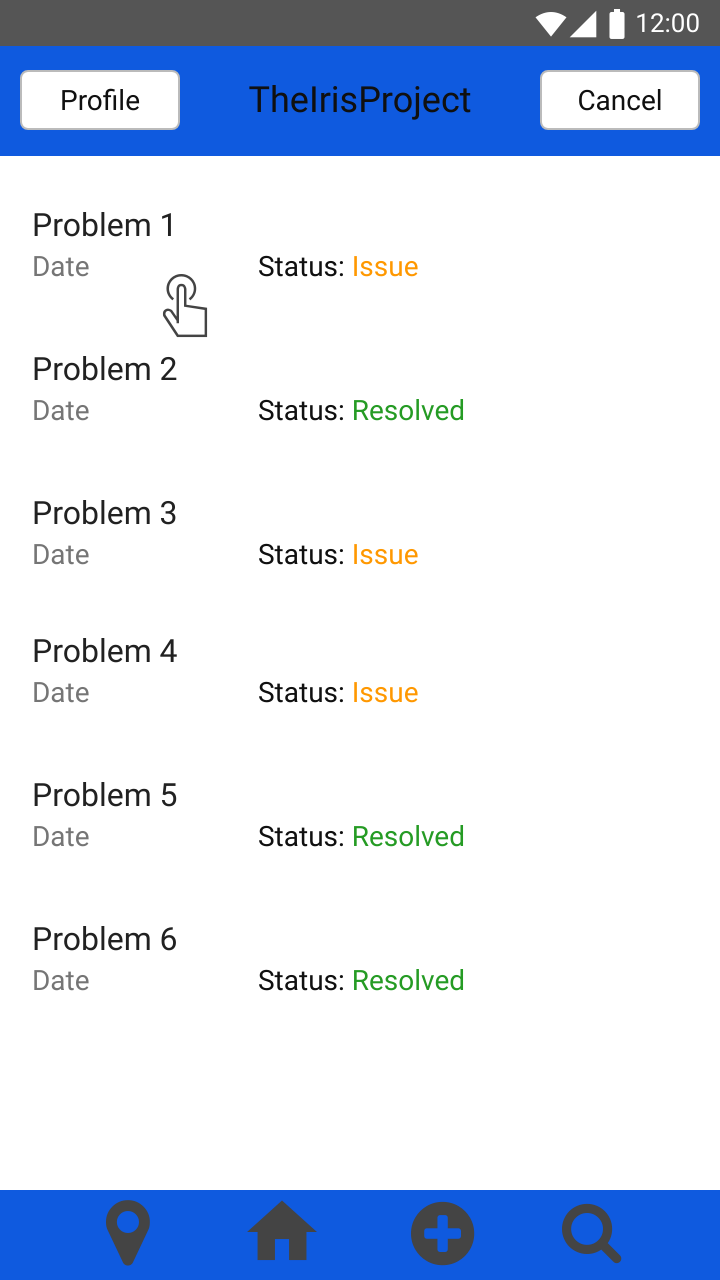 12:00
Profile TheIrisProject Cancel
Problem 1
Date Status: Issue
Problem 2
Date Status: Resolved
Problem 3
Date Status: Issue
Problem 4
Date Status: Issue
Problem 5
Date Status: Resolved
Problem 6
Date Status: Resolved